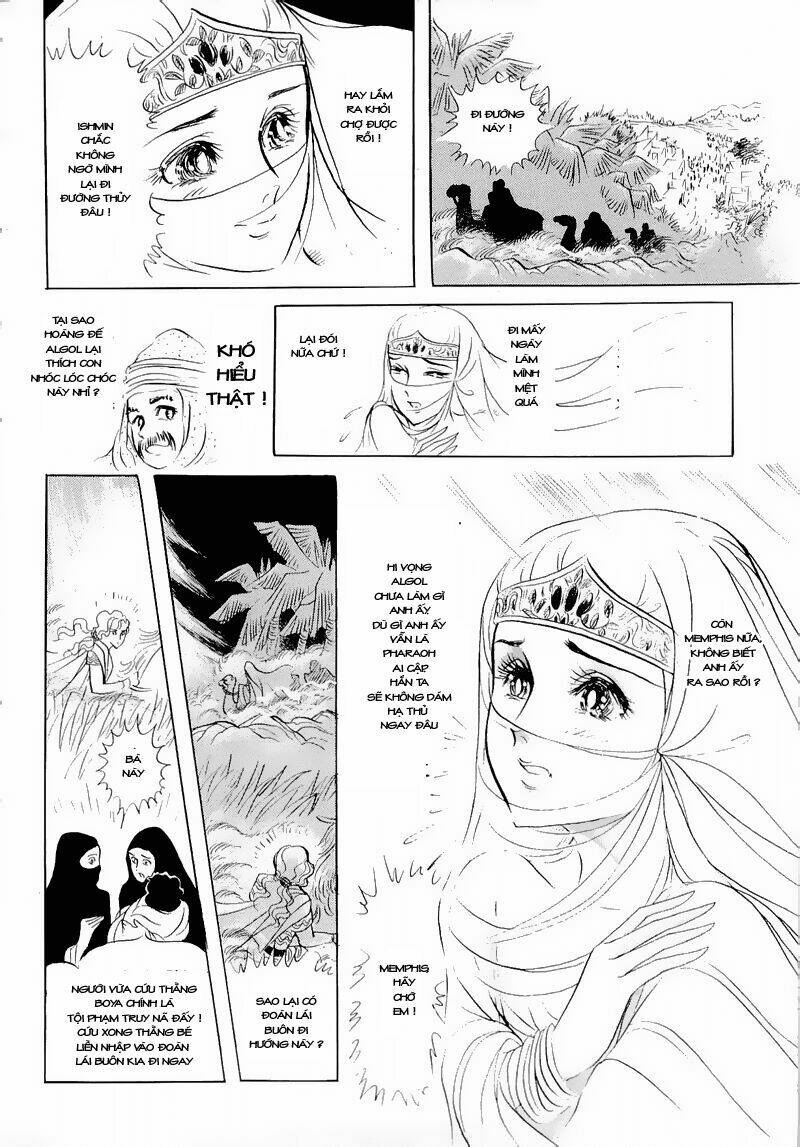 HAY LẮM
RA KHỎI
CHỢ ĐƯỢC
RỒI !
ISHMIN
CHẮC
KHÔNG
NGỜ MÌNH
LẠI ĐI
ĐƯỜNG THỦY
ĐÂU !
ĐI ĐƯỜNG
NÀY !
TẠI SAO
HOÀNG ĐẾ
ALGOL LẠI
THÍCH CON
NHÓC LÓC CHÓC
NÀY NHỈ ?
KHÓ
HIỂU
THẬT !
LẠI ĐÓI
NỮA CHỨ !
ĐI MẤY
NGÀY
LÀM
MÌNH
MỆT
QUÁ
BÀ
NÀY
NGƯỜI VỪA CỨU THẰNG
BOYA CHÍNH LÀ
TỘI PHẠM TRUY NÃ ĐẤY !
CỨU XONG THẰNG BÉ
LIỀN NHẬP VÀO ĐOÀN
LÁI BUÔN KIA ĐI NGAY
SAO LẠI CÓ
ĐOÀN LÁI
BUÔN ĐI
HƯỚNG NÀY ?
HI VỌNG
ALGOL
CHƯA LÀM GÌ
ANH ẤY
DÙ GÌ ANH ẤY
VẪN LÀ
PHARAOH
AI CẬP
HẮN TA
SẼ KHÔNG DÁM
HẠ THỦ
NGAY ĐÂU
CÒN
MEMPHIS NỮA,
KHÔNG BIẾT
ANH ẤY
RA SAO RỒI ?
MEMPHIS,
HÃY
CHỜ
EM !